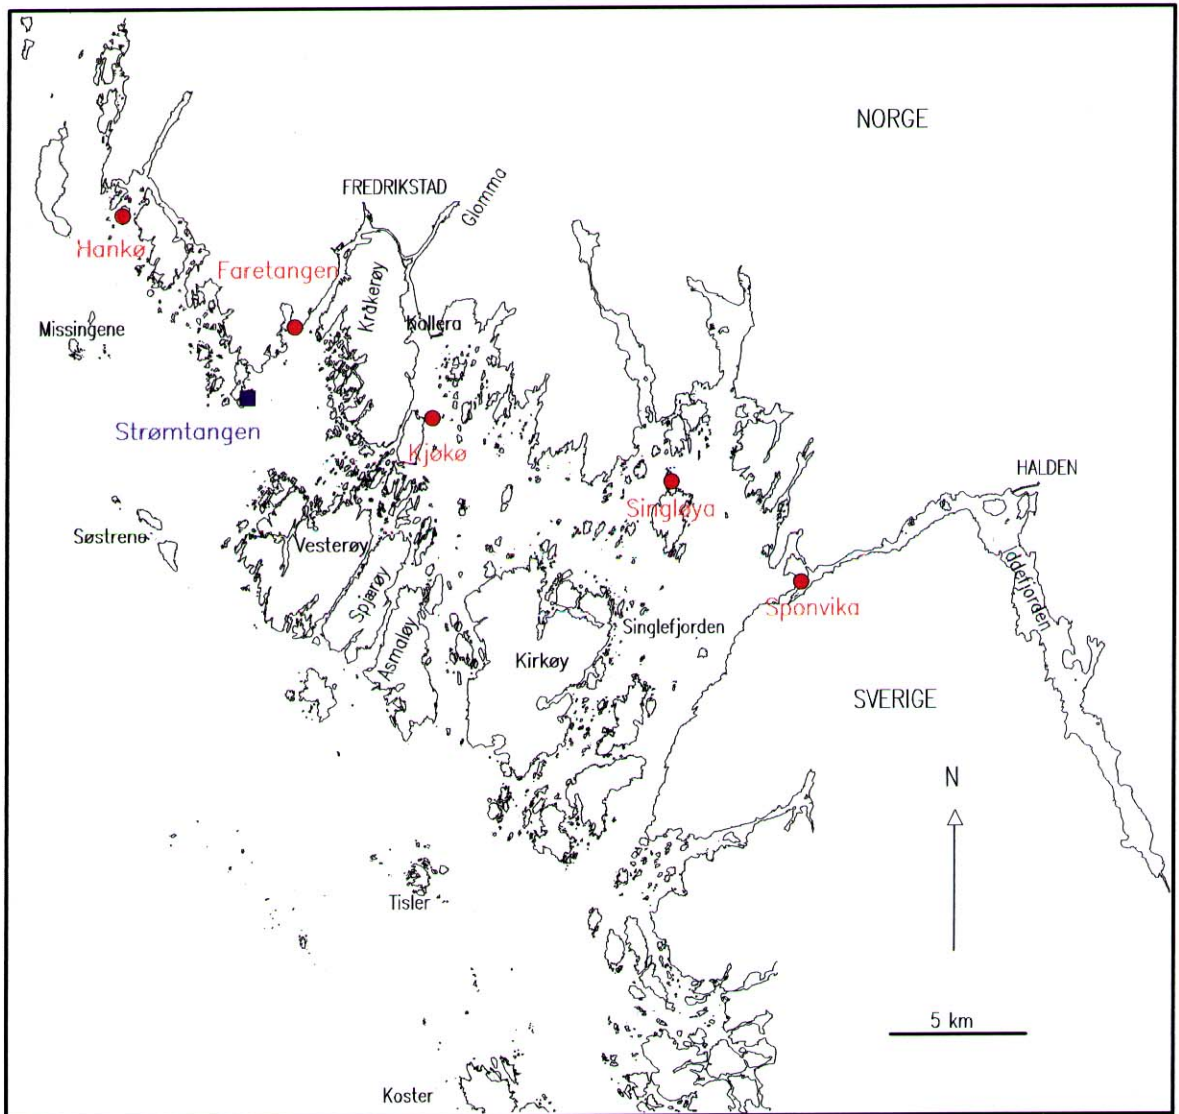 NORGE
FREDRIKSTAD
Glomma
Hankø
Faretangen
Kråkerøy
Missingene
Kollera
Strømtangen
Kjøkø
HALDEN
Singløya
Søstrene
Vesterøy
Iddefjorden
Spjærøy
Sponvika
Asmaløy
Singlefjorden
Kirkøy
SVERIGE
N
Tisler
5 km
Koster